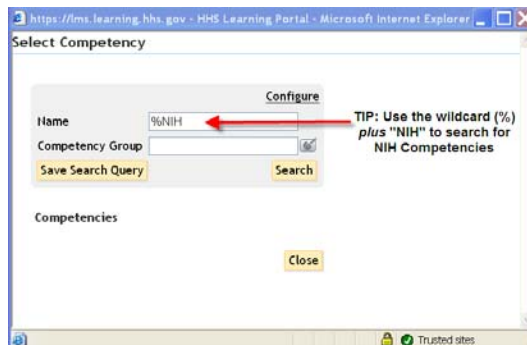 https://lms.learning.hhs.gov - HHS Learning Portal - Microsoft Internet Explorer
Select Competency
Configure
Name %NIH
TIP: Use the wildcard (%)
plus "NIH" to search for
NIH Competencies
Competency Group
Save Search Query Search
Competencies
Close
Trusted sites